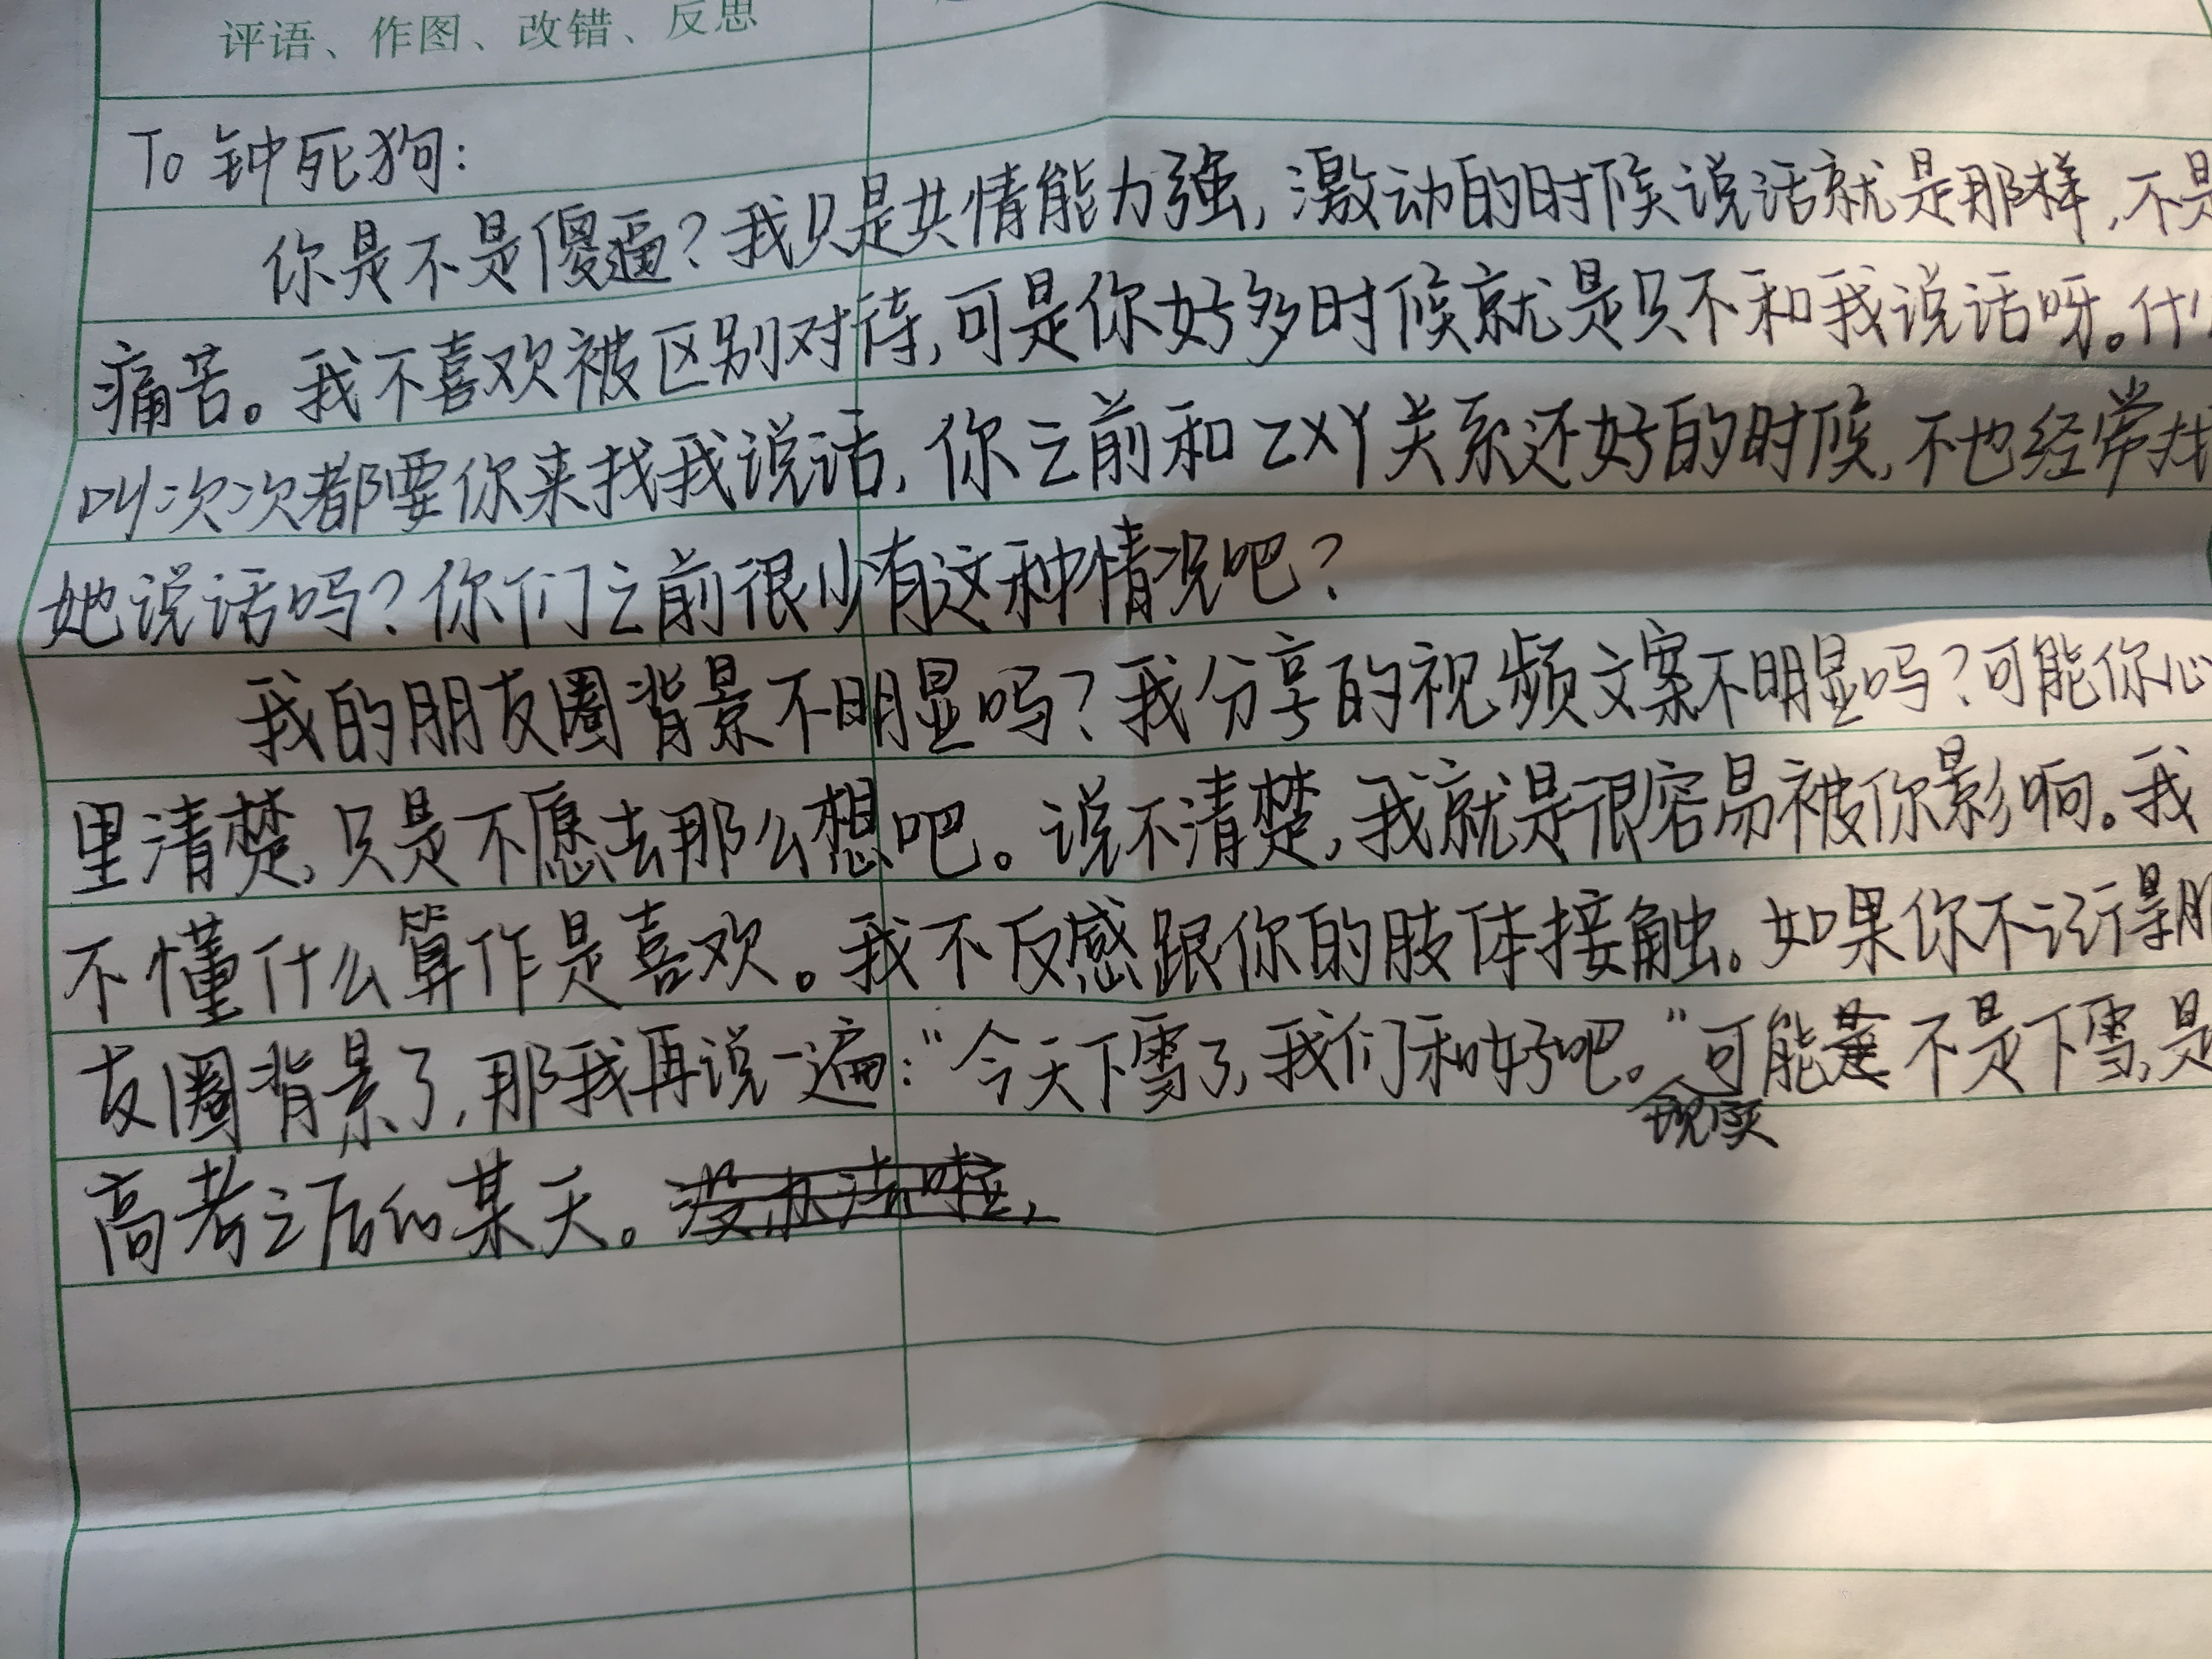 评语、作图、改错、反思
To 钟死狗：
你是不是傻逼？我只是共情能力强，激动的时候说话就是那样，不是
痛苦。我不喜欢被区别对待，可是你好多时候就是只不和我说话呀。什
叫次次都要你来找我说话，你之前和ZXY关系还好的时候，不也经常找
她说话吗？你们之前很少有这种情况吧？
我的朋友圈背景不明显吗？我分享的视频文案不明显吗？可能你心
里清楚，只是不愿去那么想吧。说不清楚，我就是很容易被你影响。我
不懂什么算作是喜欢。我不反感跟你的肢体接触。如果你不记得朋
友圈背景了，那我再说一遍："今天下雪了，我们和好吧。"可能 不是下雪，是
高考之后的某天。没办法啦，